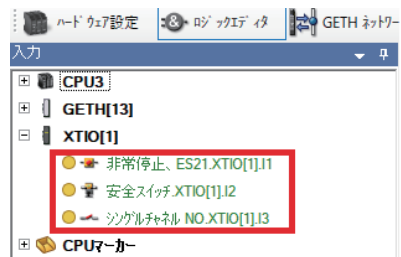 ﾊｰﾄﾞｳｪｱ設定 ﾛｼﾞｯｸｴﾃﾞｨﾀ GETH ﾈｯﾄﾜｰ
入力
CPU3
GETH[13]
XTIO[1]
非常停止、ES21.XTIO[1].I1
安全スイッチ.XTIO[1].I2
シングルチャネル NO.XTIO[1].I3
CPUマーカー